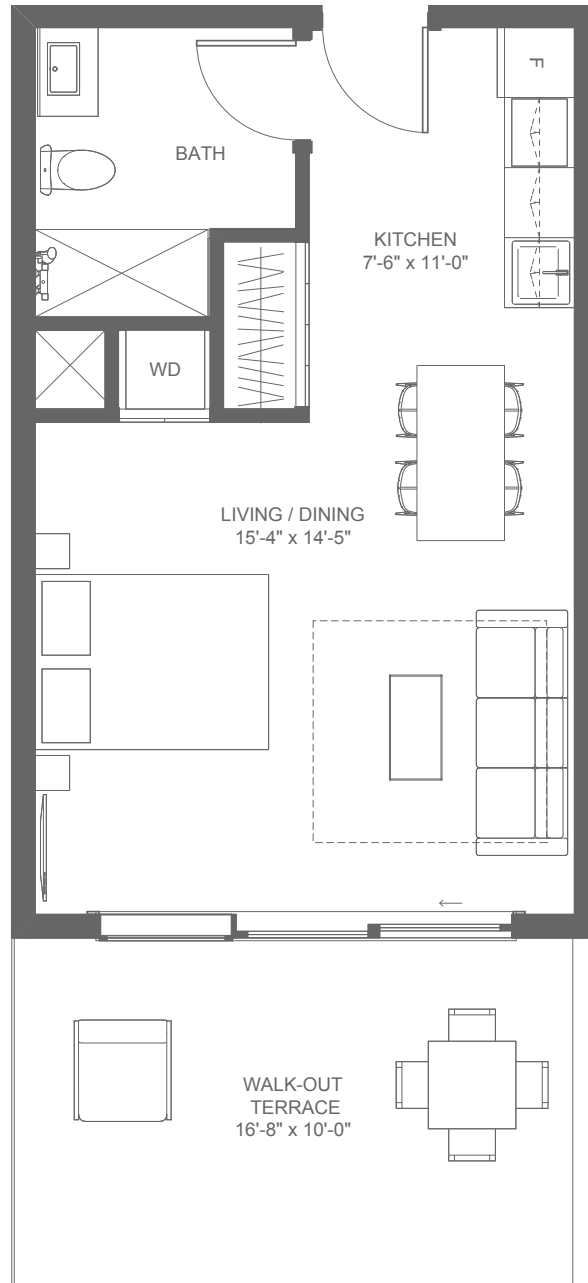 F
BATH
KITCHEN
7'-6" x 11'-0"
WD
LIVING / DINING
15'-4" x 14'-5"
WALK-OUT
TERRACE
16'-8" x 10'-0"